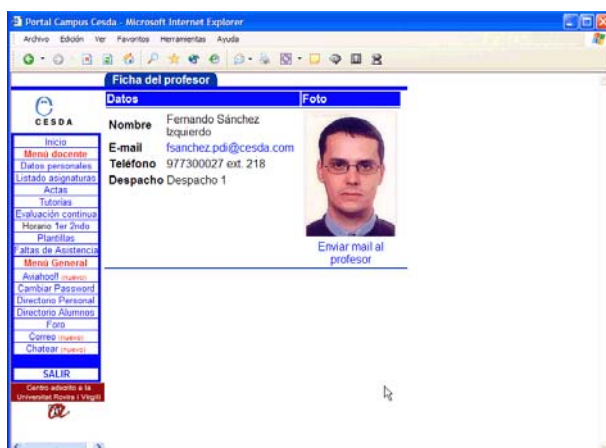 Portal Campus Cesda - Microsoft Internet Explorer
Archivo Edición Ver Favoritos Herramientas Ayuda
Ficha del profesor
CESDA
Inicio
Menú docente
Datos personales
Listado asignaturas
Actas
Tutorias
Evaluación continua
Horario 1er 2ndo
Plantillas
Faltas de Asistencia
Menú General
Aviahoo!! (nuevo)
Cambiar Password
Directorio Personal
Directorio Alumnos
Foro
Correo (nuevo)
Chatear (nuevo)
SALIR
Centro adscrito a la
Universitat Rovira i Virgili
Datos
Nombre Fernando Sánchez
Izquierdo
E-mail fsanchez.pdi@cesda.com
Teléfono 977300027 ext. 218
Despacho Despacho 1
Foto
Enviar mail al
profesor